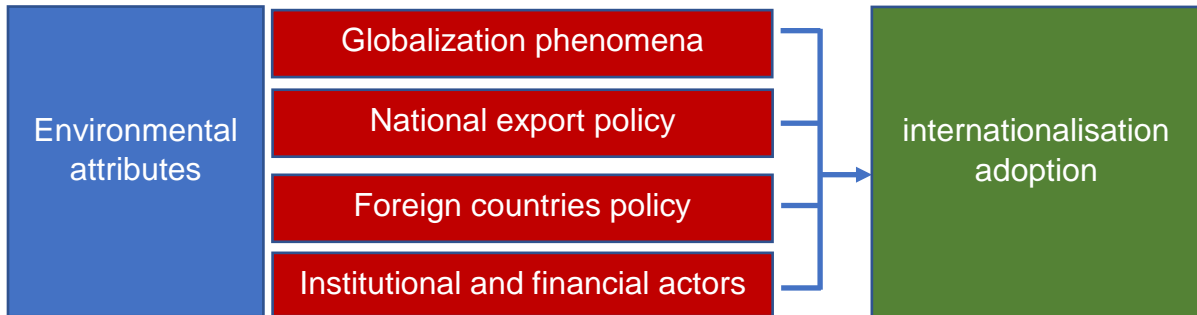 Environmental
attributes
Globalization phenomena
National export policy
Foreign countries policy
Institutional and financial actors
internationalisation
adoption